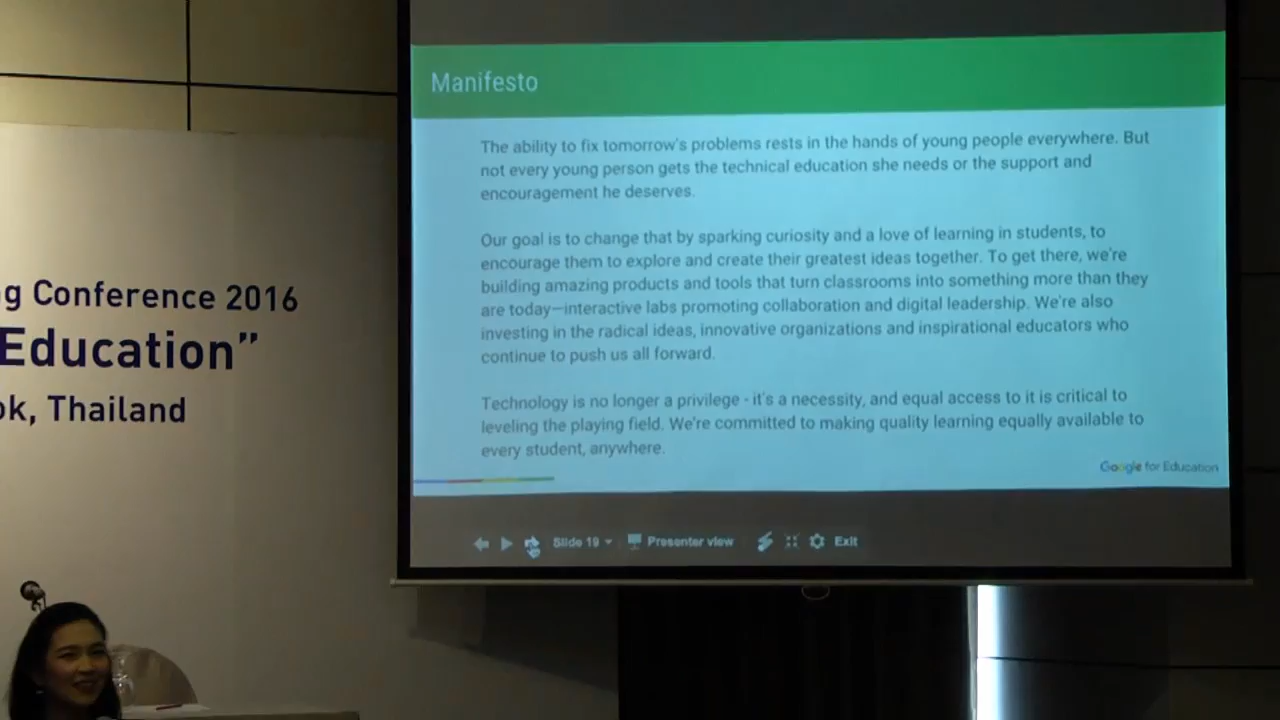 g Conference 2016
Education”
ok, Thailand
Manifesto
The ability to fix tomorrow's problems rests in the hands of young people everywhere. But
not every young person gets the technical education she needs or the support and
encouragement he deserves.
Our goal is to change that by sparking curiosity and a love of learning in students, to
encourage them to explore and create their greatest ideas together. To get there, we're
building amazing products and tools that turn classrooms into something more than they
are today—interactive labs promoting collaboration and digital leadership. We're also
investing in the radical ideas, innovative organizations and inspirational educators who
continue to push us all forward.
Technology is no longer a privilege - it's a necessity, and equal access to it is critical to
leveling the playing field. We're committed to making quality learning equally available to
every student, anywhere.
Google for Education
Slide 19 Presenter view Exit